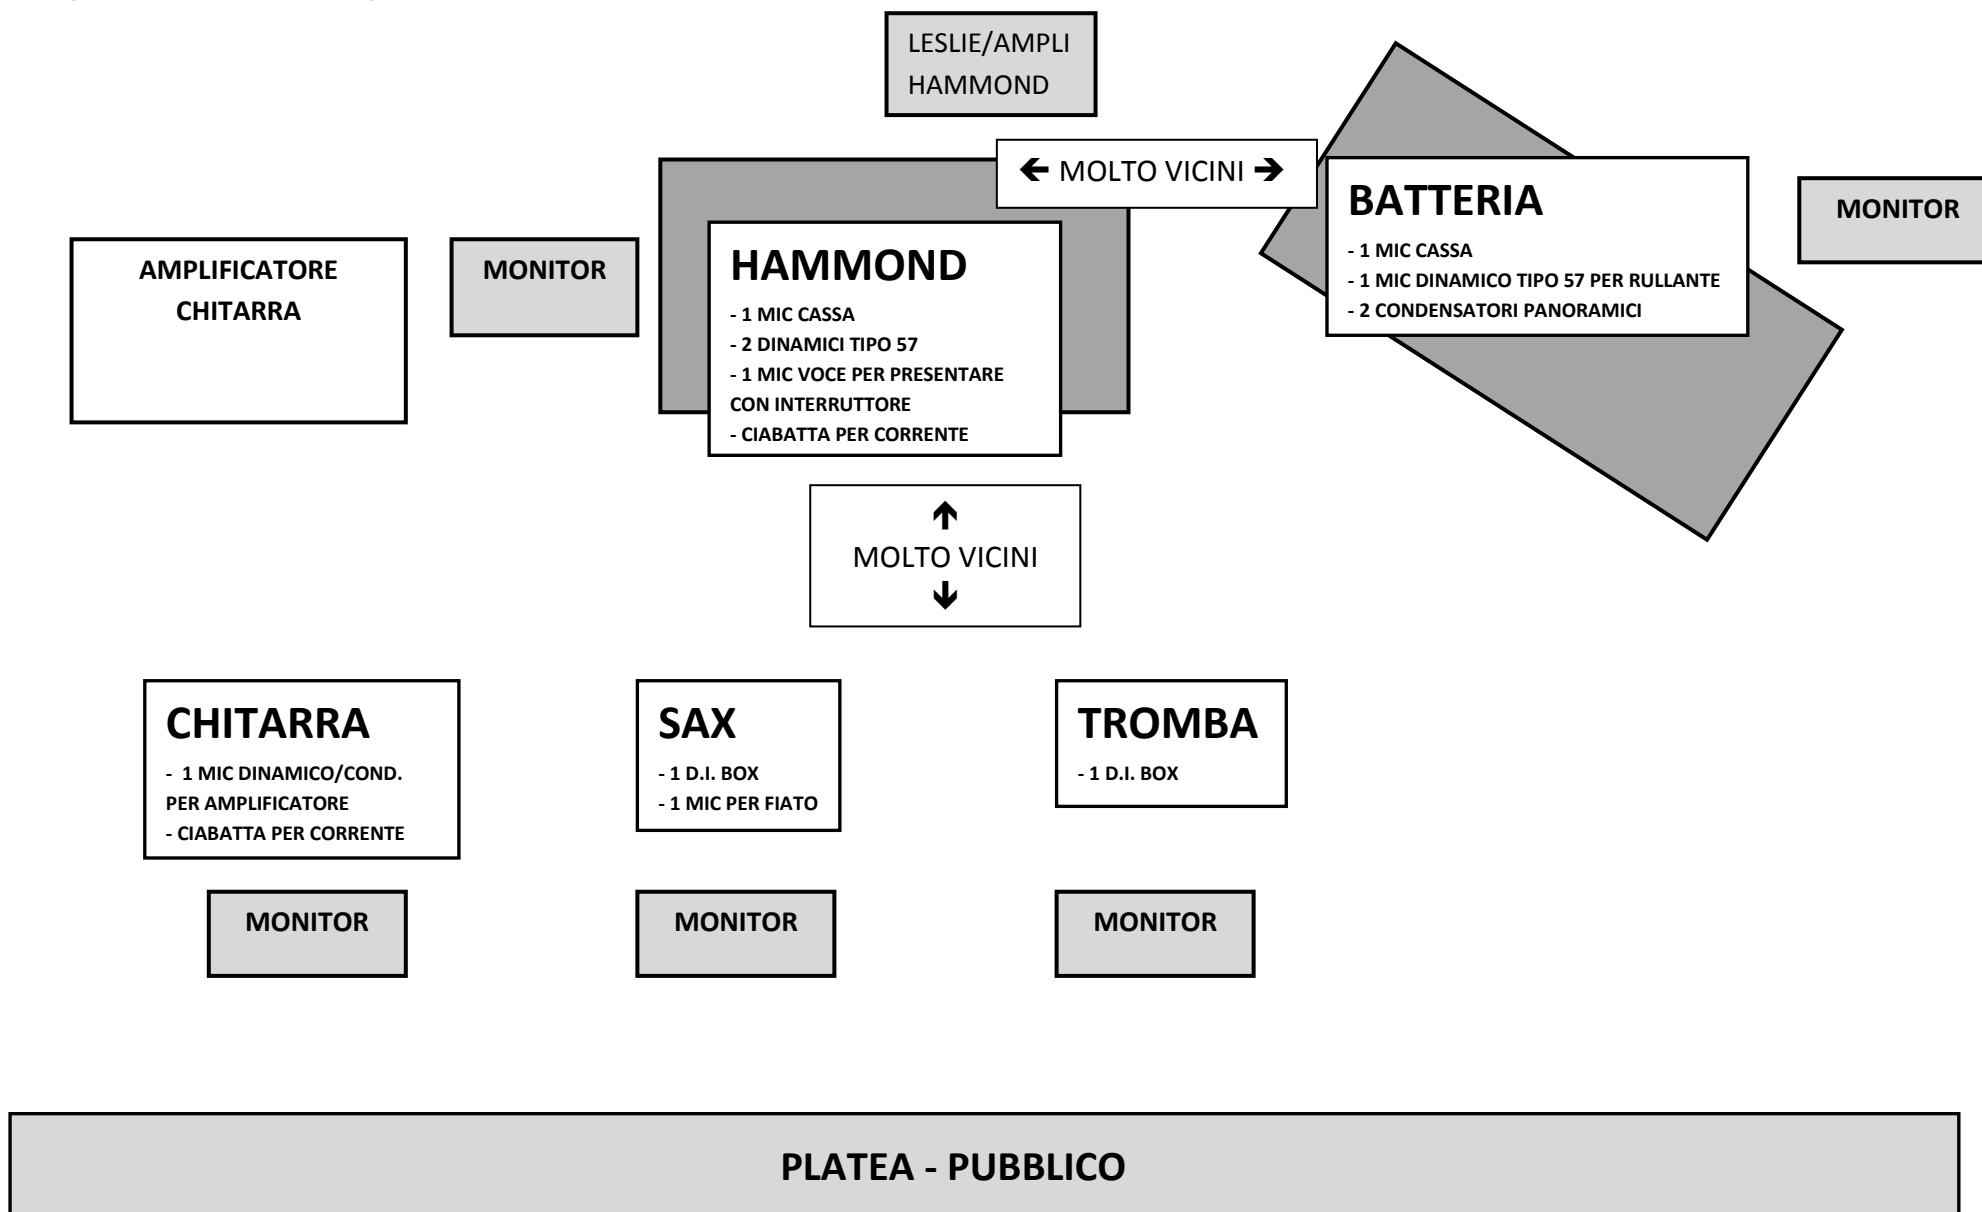 LESLIE/AMPLI
HAMMOND
🡸 MOLTO VICINI 🡺
BATTERIA
- 1 MIC CASSA
- 1 MIC DINAMICO TIPO 57 PER RULLANTE
- 2 CONDENSATORI PANORAMICI
MONITOR
AMPLIFICATORE
CHITARRA
MONITOR
HAMMOND
- 1 MIC CASSA
- 2 DINAMICI TIPO 57
- 1 MIC VOCE PER PRESENTARE
CON INTERRUTTORE
- CIABATTA PER CORRENTE
🡹
MOLTO VICINI
🡻
CHITARRA
- 1 MIC DINAMICO/COND.
PER AMPLIFICATORE
- CIABATTA PER CORRENTE
SAX
- 1 D.I. BOX
- 1 MIC PER FIATO
TROMBA
- 1 D.I. BOX
MONITOR
MONITOR
MONITOR
PLATEA - PUBBLICO